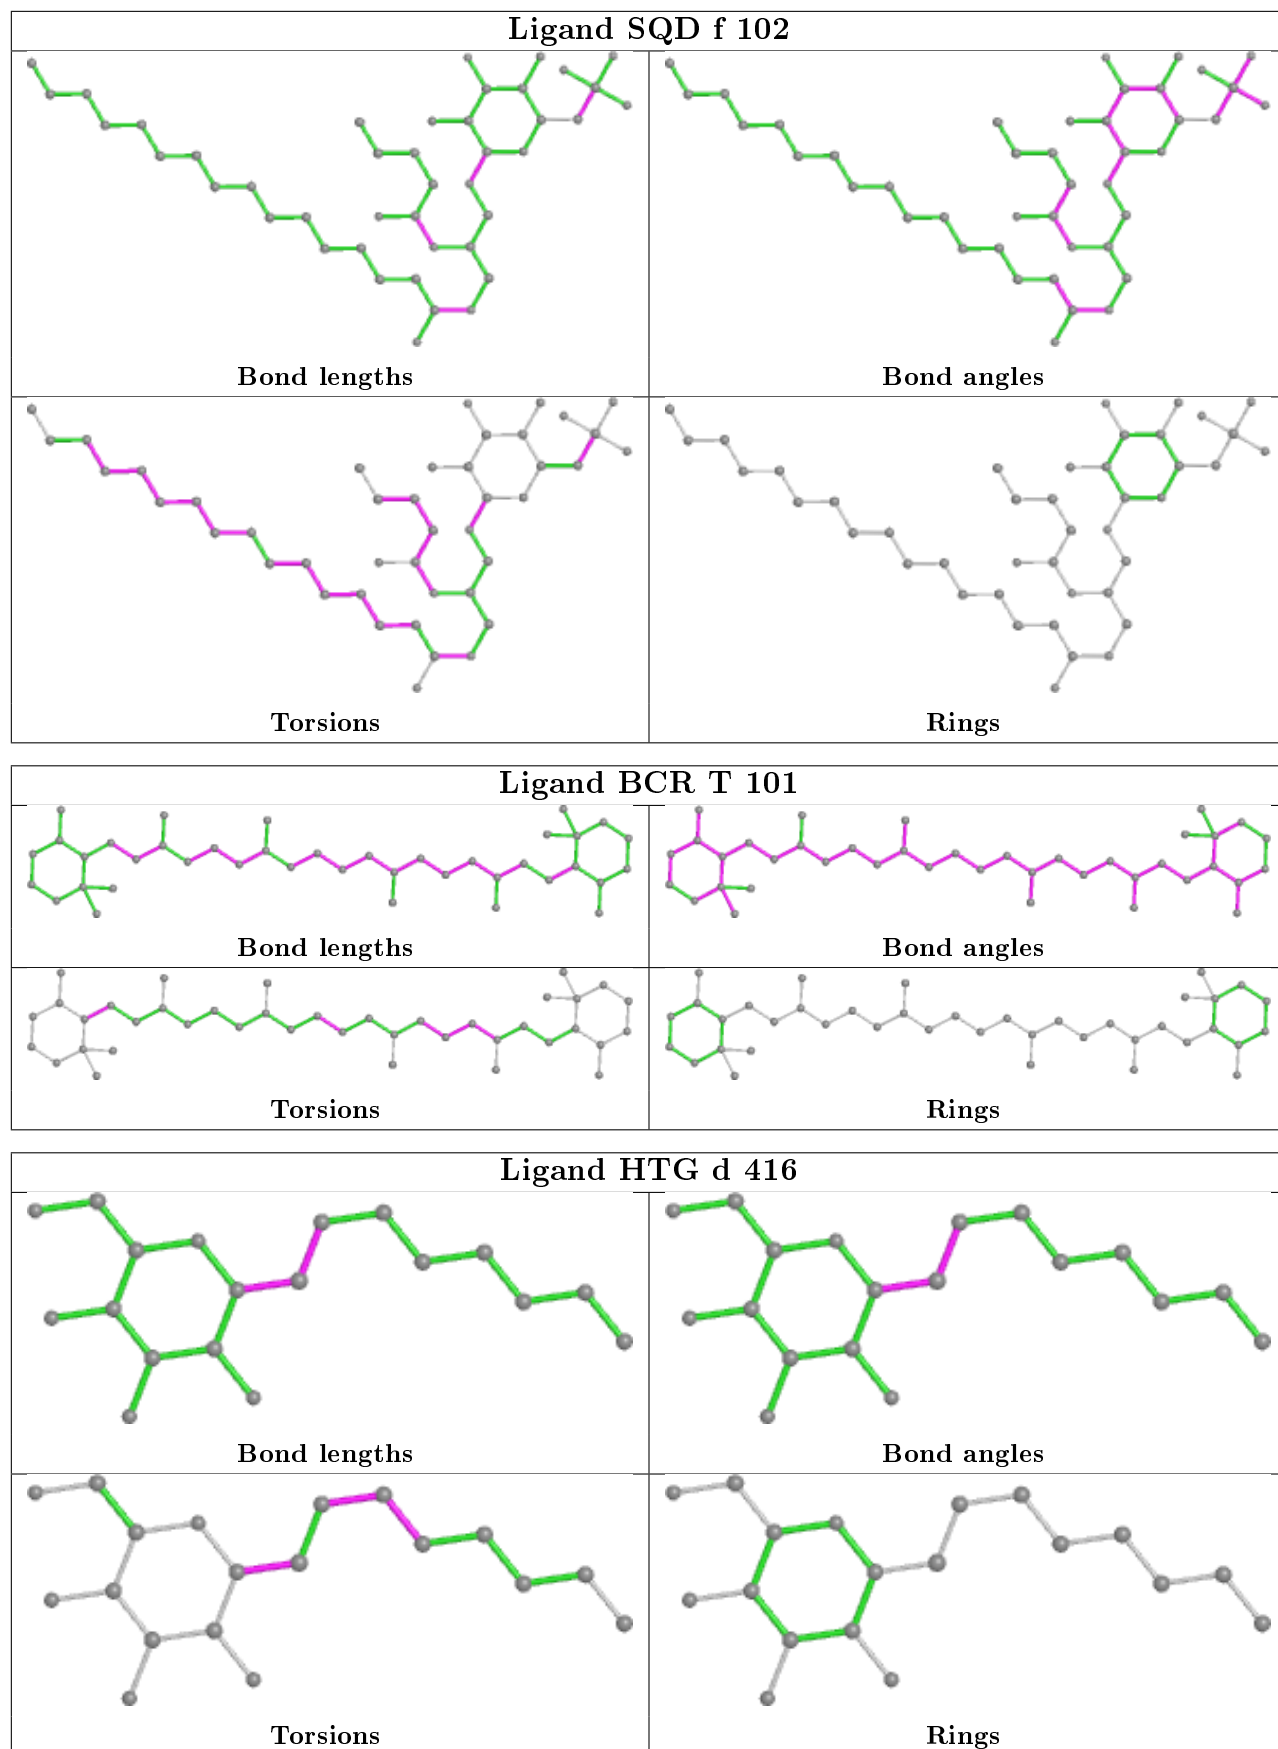 Ligand SQD f 102
Bond lengths
Bond angles
Torsions
Rings
Ligand BCR T 101
Bond lengths
Bond angles
Torsions
Rings
Ligand HTG d 416
Bond lengths
Bond angles
Torsions
Rings